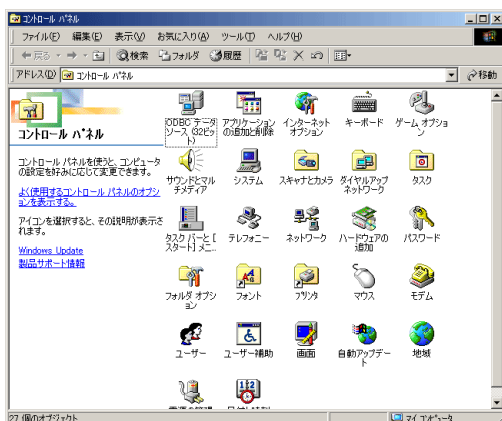 コントロール パネル
ファイル(F) 編集(E) 表示(V) お気に入り(A) ツール(T) ヘルプ(H)
戻る 検索 フォルダ 履歴
アドレス(D) コントロール パネル 移動
コントロール パネル
コントロール パネルを使うと、コンピュータ
の設定を好みに応じて変更できます。
よく使用するコントロール パネルのオプシ
ョンを表示する。
アイコンを選択すると、その説明が表示さ
れます。
Windows Update
製品サポート情報
ODBC データ
ソース (32ビッ
ト)
アプリケーション
の追加と削除
インターネット
オプション
キーボード
ゲーム オプショ
ン
サウンドとマル
チメディア
システム
スキャナとカメラ
ダイヤルアップ
ネットワーク
タスク
タスク バーと [
スタート] メニ...
テレフォニー
ネットワーク
ハードウェアの
追加
パスワード
フォルダ オプシ
ョン
フォント
プリンタ
マウス
モデム
ユーザー
ユーザー補助
画面
自動アップデー
ト
地域
電源の管理
日付と時刻
27 個のオブジェクト
マイ コンピュータ